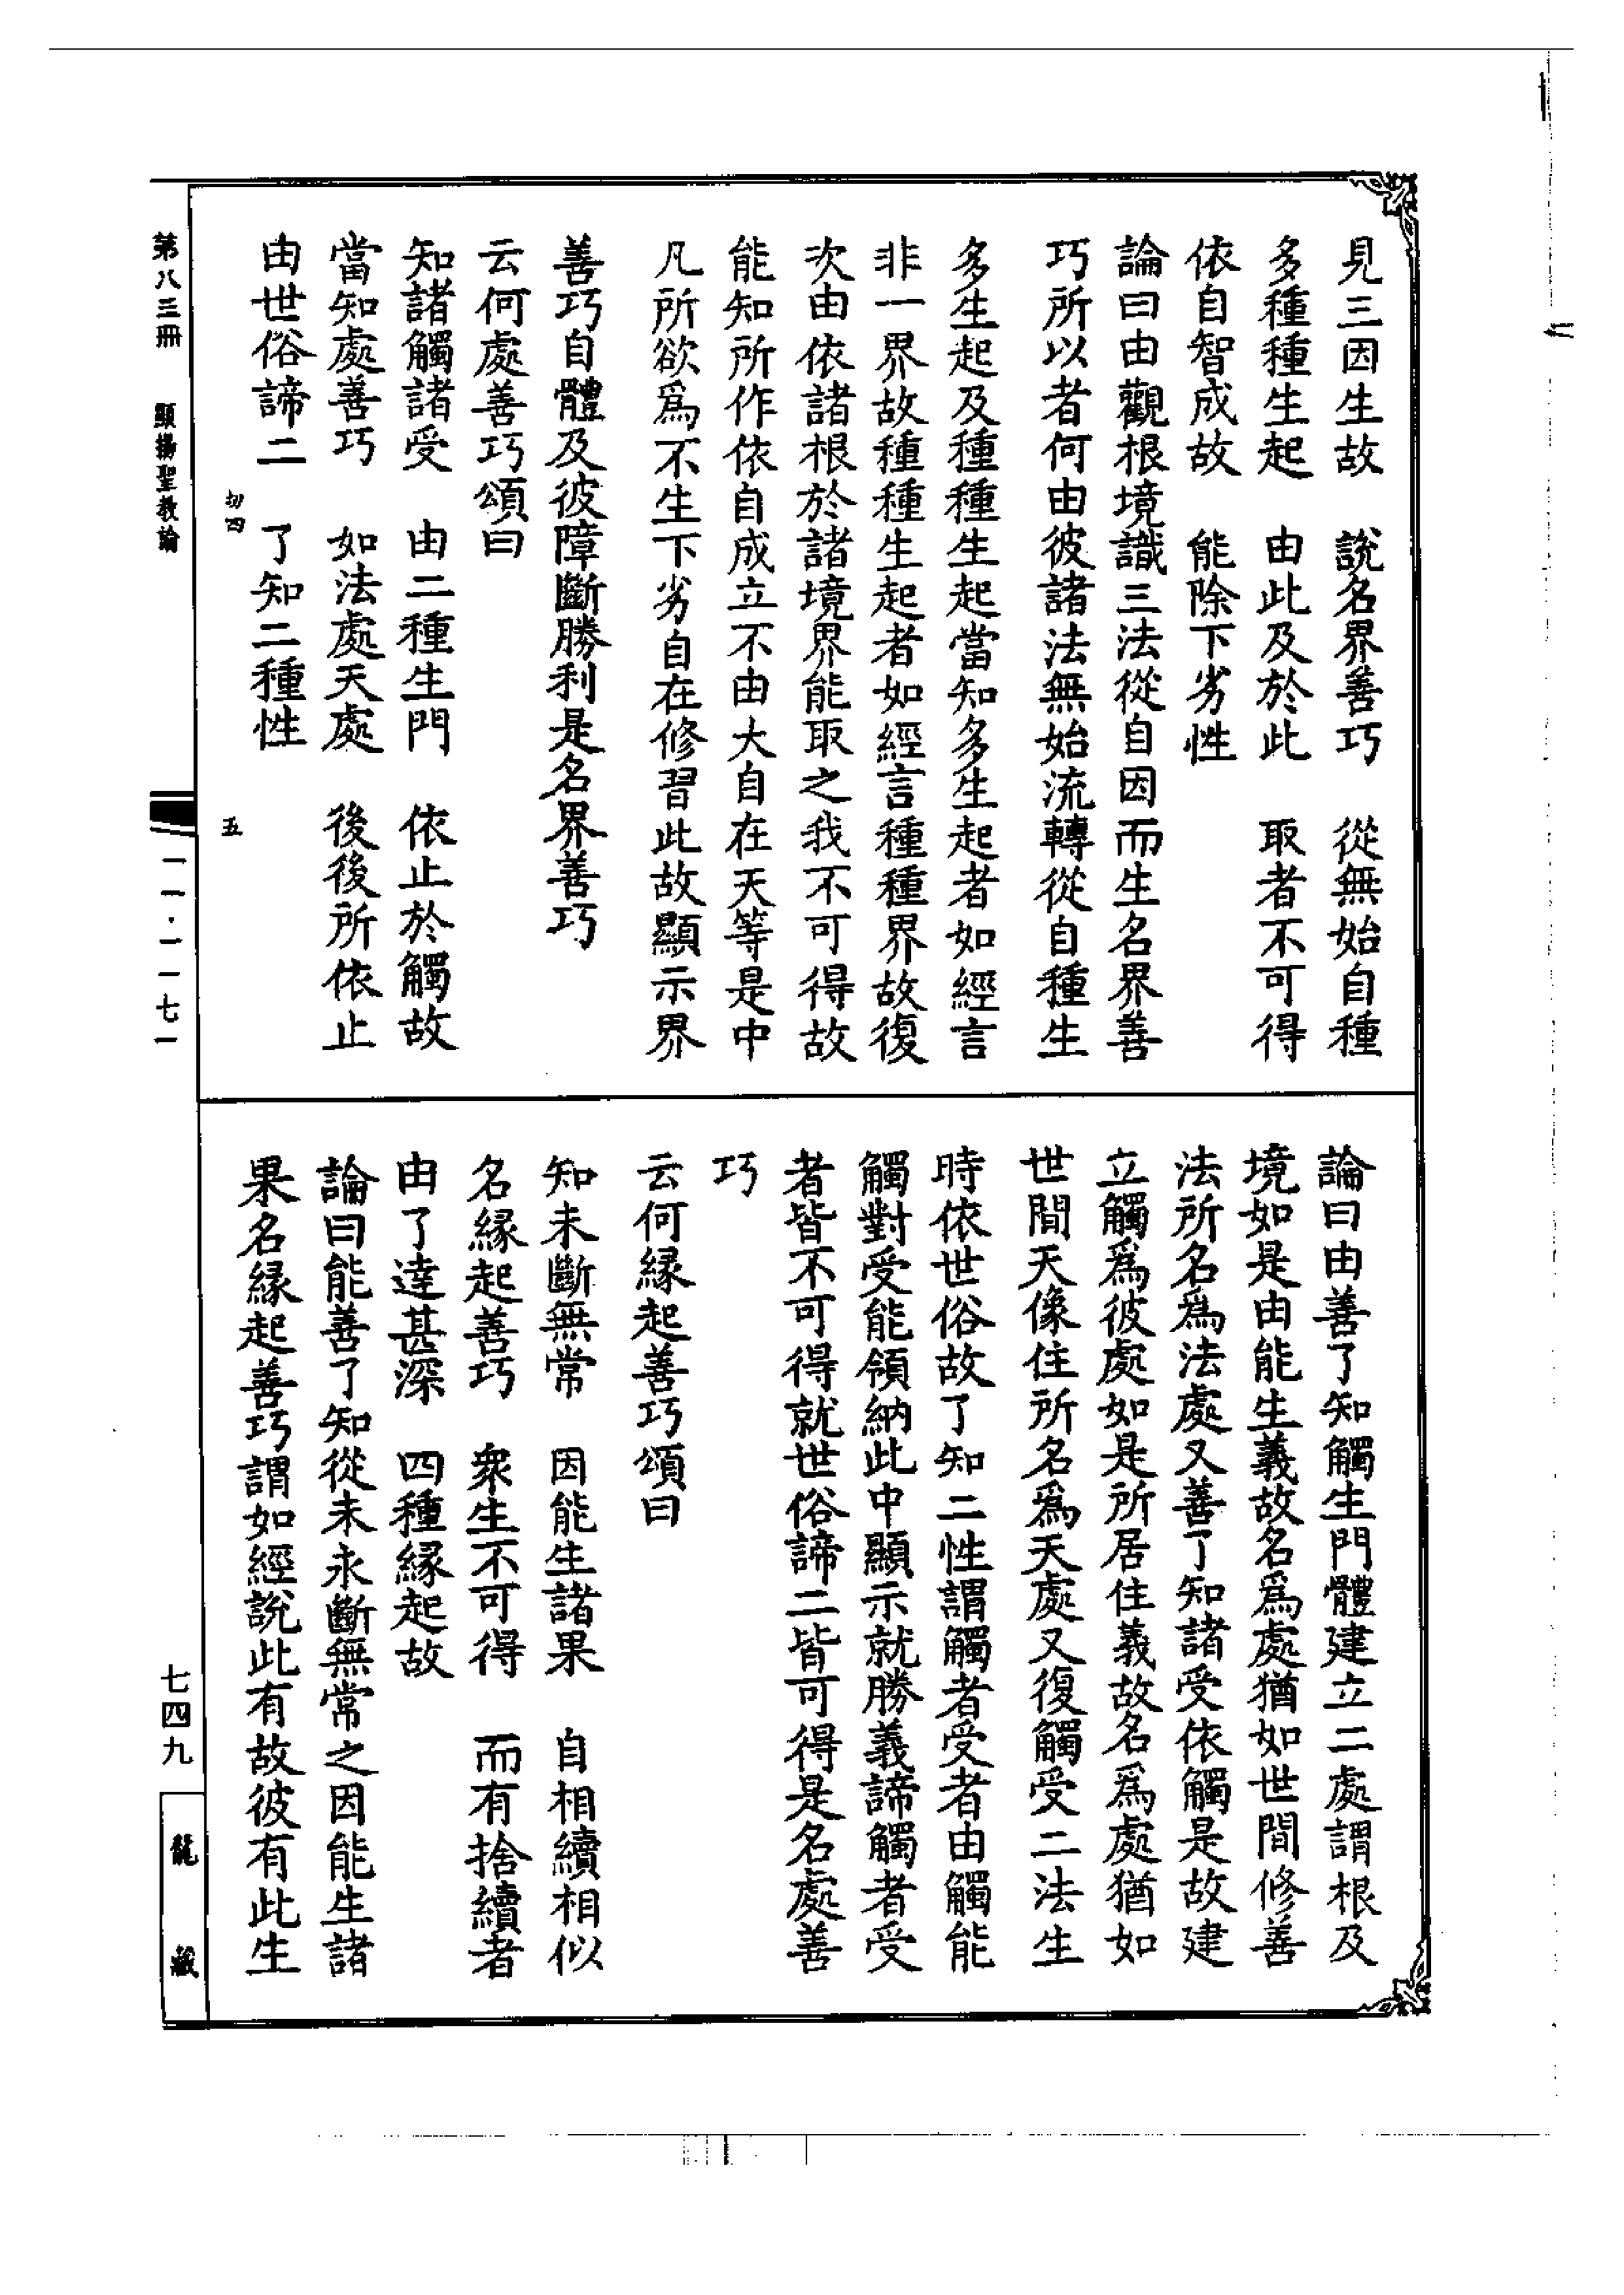 見三因生故　說名界善巧　從無始自種
多種種生起　由此及於此　取者不可得
依自智成故　能除下劣性
論曰由觀根境識三法從自因而生名界善
巧所以者何由彼諸法無始流轉從自種生
多生起及種種生起當知多生起者如經言
非一界故種種生起者如經言種種界故復
次由依諸根於諸境界能取之我不可得故
能知所作依自成立不由大自在天等是中
凡所欲為不生下劣自在修習此故顯示界
善巧自體及彼障斷勝利是名界善巧
云何處善巧頌曰
知諸觸諸受　由二種生門　依止於觸故
當知處善巧　如法處天處　後後所依止
由世俗諦二　了知二種性
論曰由善了知觸生門體建立二處謂根及
境如是由能生義故名為處猶如世間修善
法所名為法處又善了知諸受依觸是故建
立觸為彼處如是所居住義故名為處猶如
世間天像住所名為天處又復觸受二法生
時依世俗故了知二性謂觸者受者由觸能
觸對受能領納此中顯示就勝義諦觸者受
者皆不可得就世俗諦二皆可得是名處善
巧
云何緣起善巧頌曰
知未斷無常　因能生諸果　自相續相似
名緣起善巧　衆生不可得　而有捨續者
由了達甚深　四種緣起故
論曰能善了知從未永斷無常之因能生諸
果名緣起善巧謂如經說此有故彼有此生
第八三冊　顯揚聖教論
切四　五
一一·一一七一
七四九
龍藏